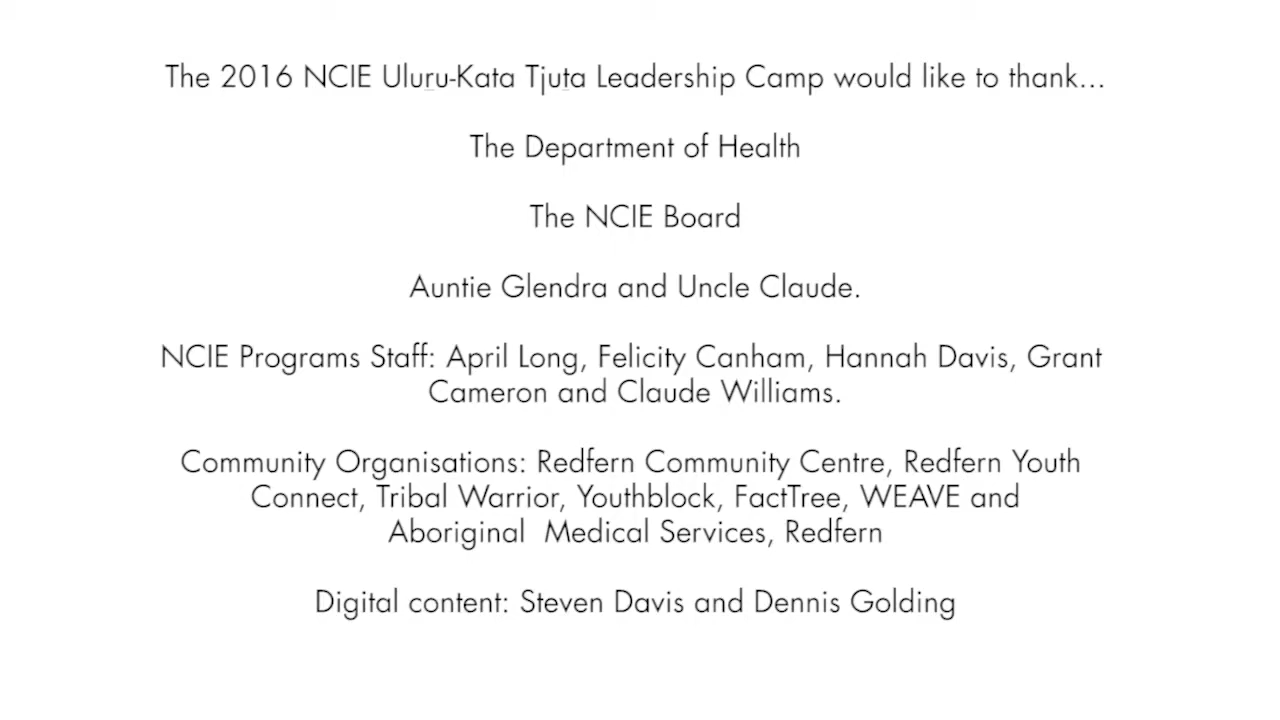 The 2016 NCIE Uluṟu-Kata Tjuṯa Leadership Camp would like to thank...
The Department of Health
The NCIE Board
Auntie Glendra and Uncle Claude.
NCIE Programs Staff: April Long, Felicity Canham, Hannah Davis, Grant
Cameron and Claude Williams.
Community Organisations: Redfern Community Centre, Redfern Youth
Connect, Tribal Warrior, Youthblock, FactTree, WEAVE and
Aboriginal  Medical Services, Redfern
Digital content: Steven Davis and Dennis Golding